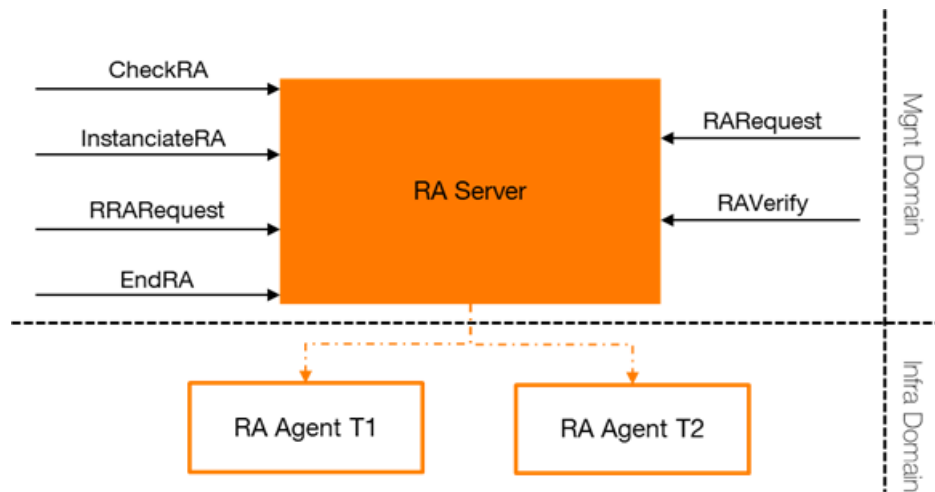 CheckRA
InstanciateRA
RRARequest
EndRA
RA Server
RARequest
RAVerify
Mgnt Domain
RA Agent T1
RA Agent T2
Infra Domain